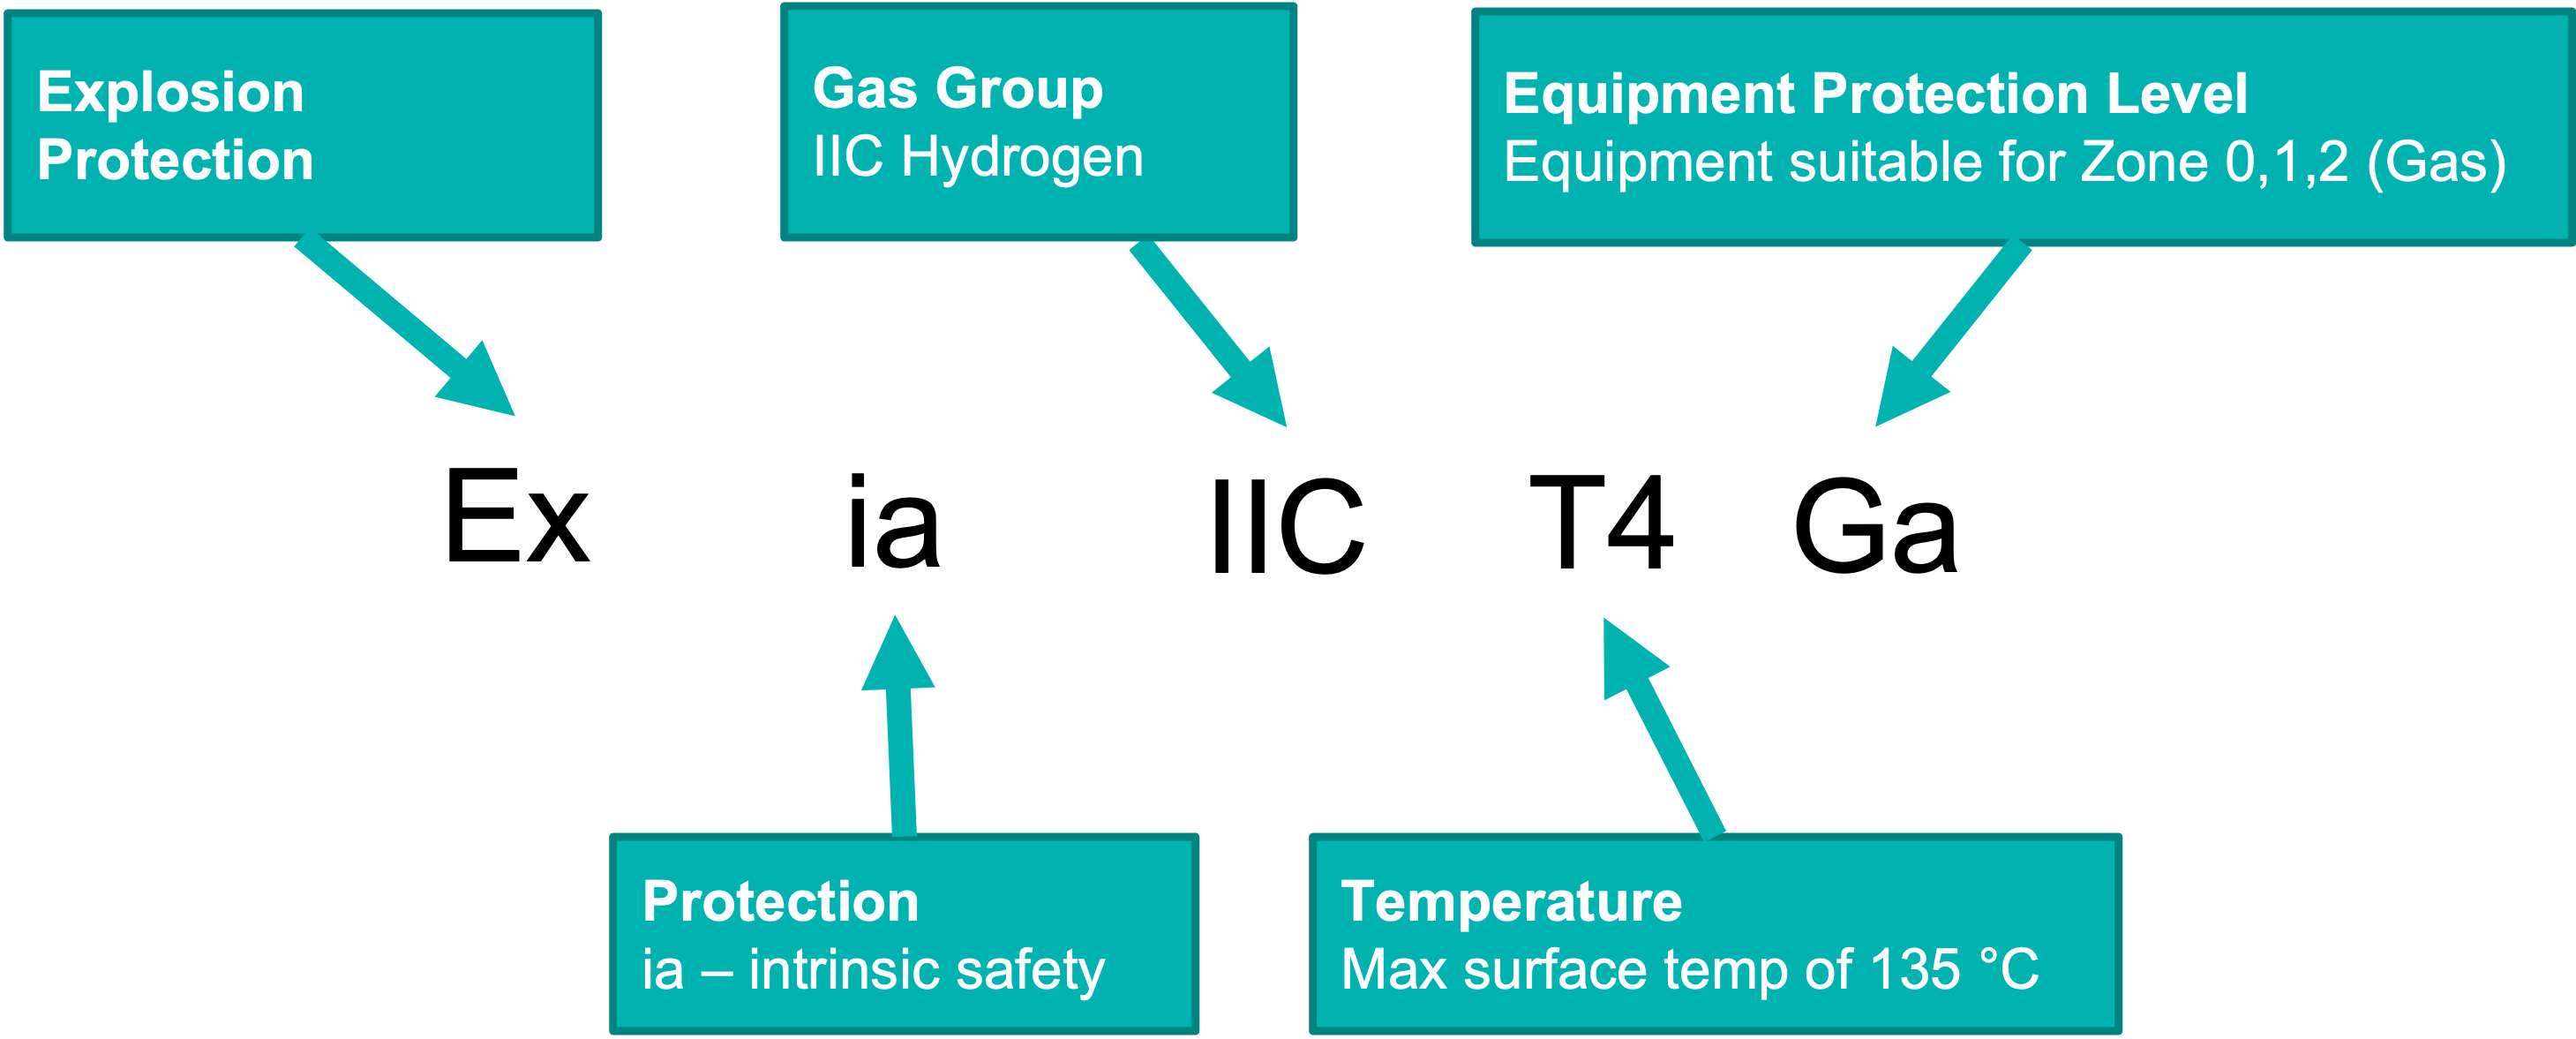 Explosion
Protection
Gas Group
IIC Hydrogen
Equipment Protection Level
Equipment suitable for Zone 0,1,2 (Gas)
Ex ia IIC T4 Ga
Protection
ia – intrinsic safety
Temperature
Max surface temp of 135 °C